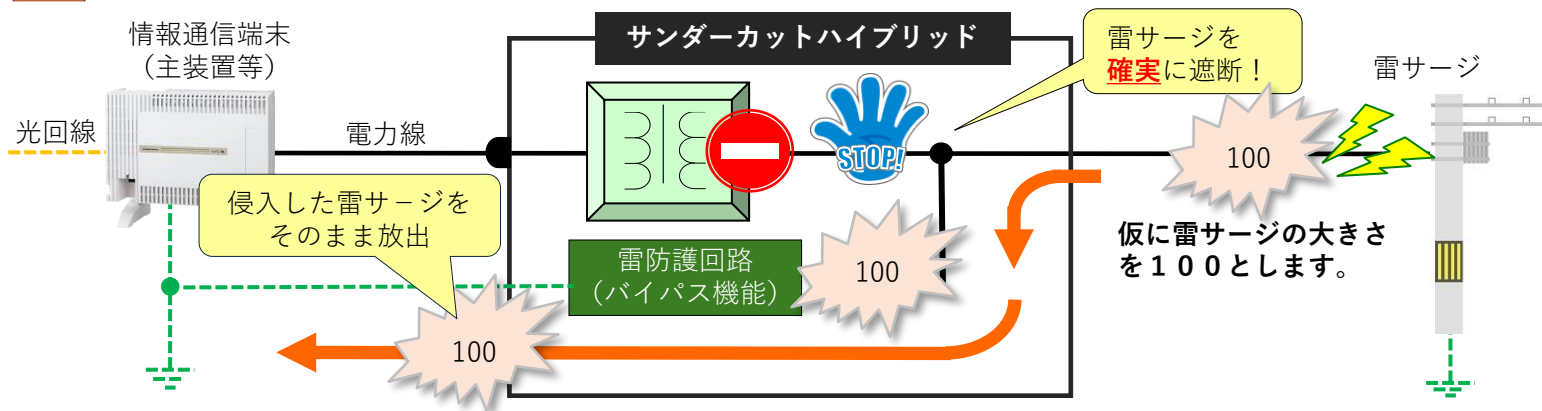 サンダーカットハイブリッド
情報通信端末
（主装置等）
光回線
電力線
雷サージを
確実に遮断！
雷サージ
STOP!
100
侵入した雷サ－ジを
そのまま放出
雷防護回路
（バイパス機能）
100
仮に雷サージの大きさ
を１００とします。
100